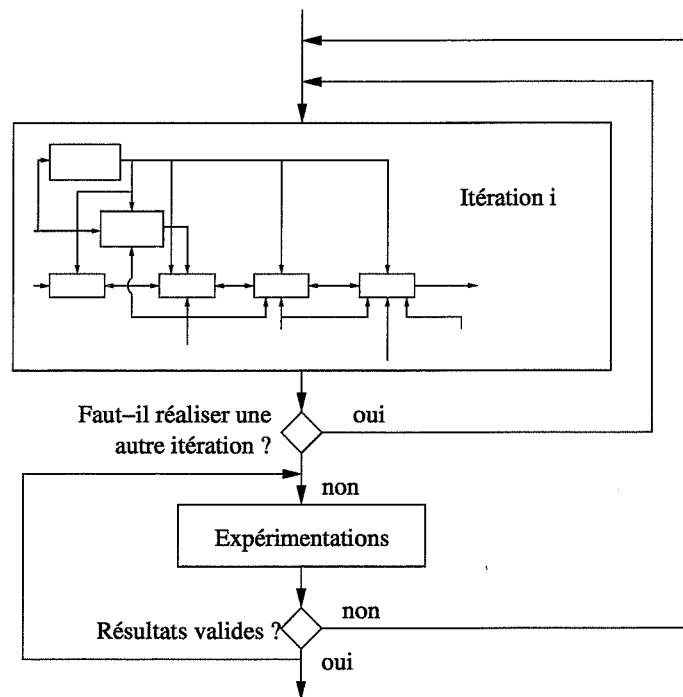 Itération i
Faut–il réaliser une
autre itération ?
oui
non
Expérimentations
Résultats valides ?
non
oui